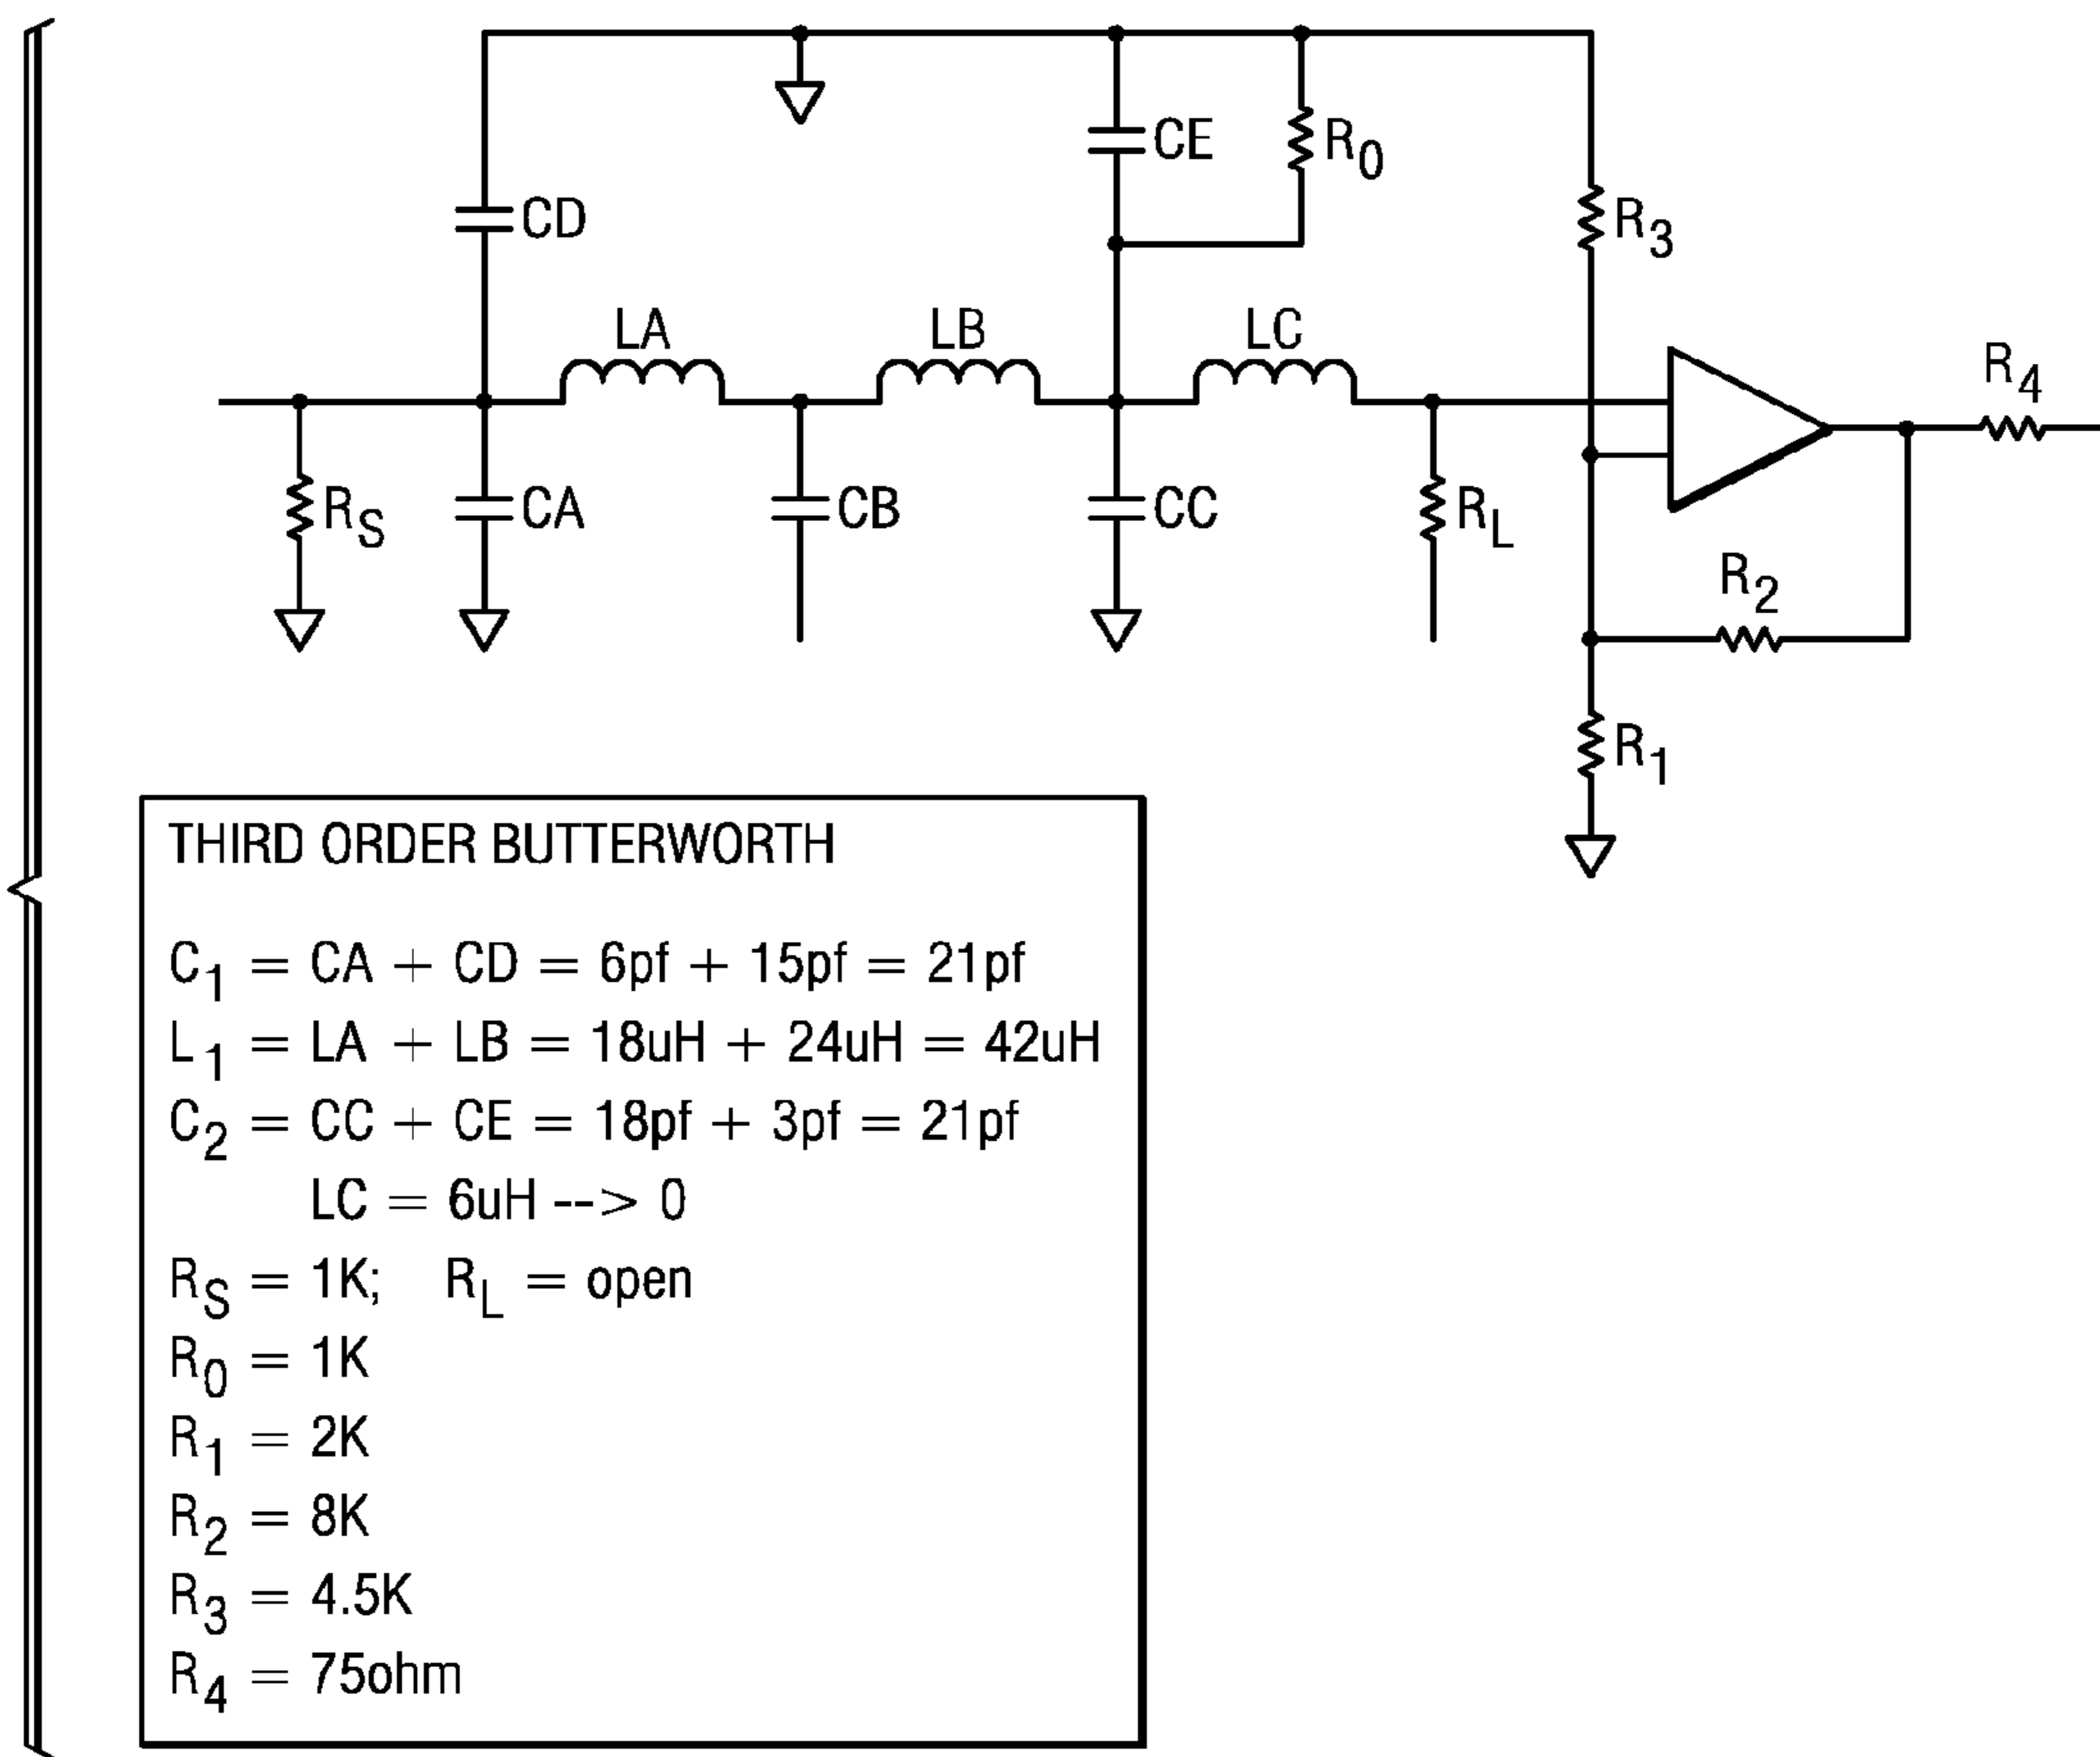 CE
R0
CD
R3
LA
LB
LC
R4
RS
CA
CB
CC
RL
R2
R1
THIRD ORDER BUTTERWORTH
C1 = CA + CD = 6pf + 15pf = 21pf
L1 = LA + LB = 18uH + 24uH = 42uH
C2 = CC + CE = 18pf + 3pf = 21pf
LC = 6uH --> 0
RS = 1K; RL = open
R0 = 1K
R1 = 2K
R2 = 8K
R3 = 4.5K
R4 = 75ohm